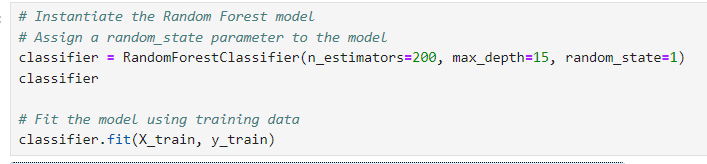 # Instantiate the Random Forest model
# Assign a random_state parameter to the model
classifier = RandomForestClassifier(n_estimators=200, max_depth=15, random_state=1)
classifier

# Fit the model using training data
classifier.fit(X_train, y_train)